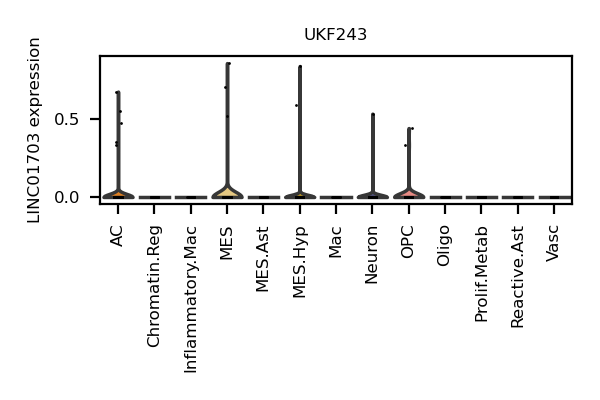 UKF243
LINC01703 expression
0.5
0.0
AC
Chromatin.Reg
Inflammatory.Mac
MES
MES.Ast
MES.Hyp
Mac
Neuron
OPC
Oligo
Prolif.Metab
Reactive.Ast
Vasc